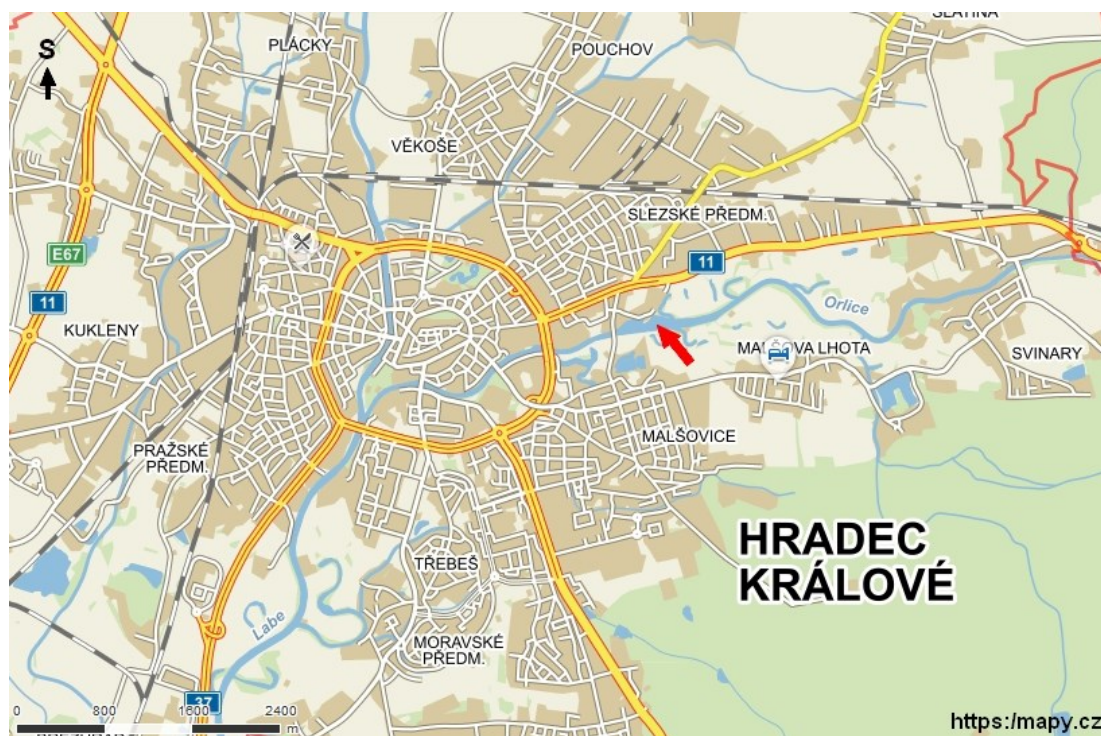 SLATINA
S
PLÁCKY
POUCHOV
VĚKOŠE
SLEZSKÉ PŘEDM.
E67
11
11
Orlice
KUKLENY
MALŠOVA LHOTA
SVINARY
MALŠOVICE
PRAŽSKÉ
PŘEDM.
HRADEC
KRÁLOVÉ
TŘEBEŠ
Labe
MORAVSKÉ
PŘEDM.
37
0 800 1600 2400
m
https:/mapy.cz